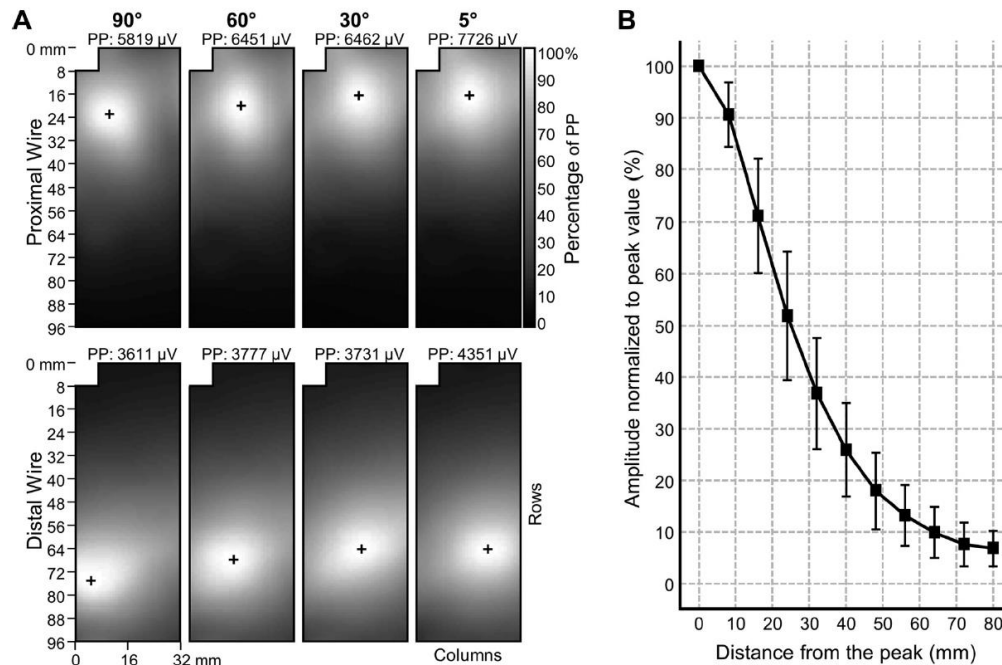 A
90° 60° 30° 5°
PP: 5819 µV PP: 6451 µV PP: 6462 µV PP: 7726 µV
Proximal Wire
0 mm
8
16
24
32
40
48
56
64
72
80
88
96
100%
90
80
70
60
50
40
30
20
10
0
Percentage of PP
PP: 3611 µV PP: 3777 µV PP: 3731 µV PP: 4351 µV
Distal Wire
0 mm
8
16
24
32
40
48
56
64
72
80
88
96
Rows
0 16 32 mm
Columns
B
Amplitude normalized to peak value (%)
100
90
80
70
60
50
40
30
20
10
0
0 10 20 30 40 50 60 70 80
Distance from the peak (mm)